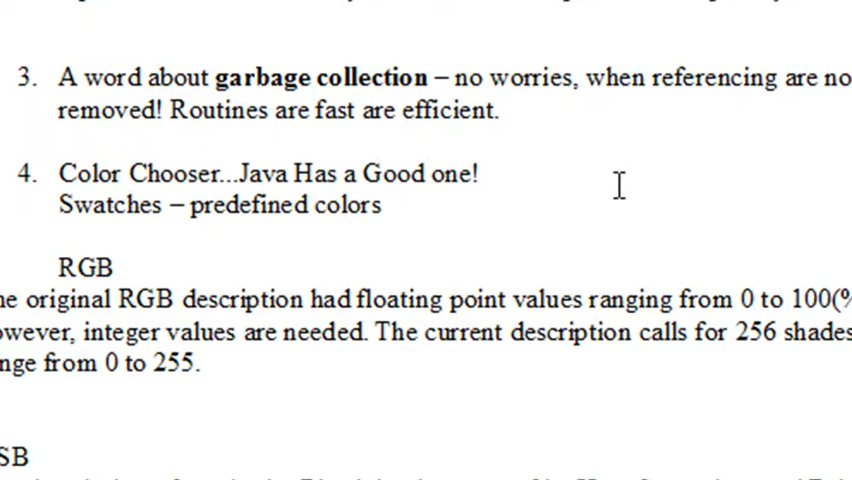 3. A word about garbage collection – no worries, when referencing are no
removed! Routines are fast are efficient.
4. Color Chooser...Java Has a Good one!
Swatches – predefined colors
RGB
he original RGB description had floating point values ranging from 0 to 100(%
owever, integer values are needed. The current description calls for 256 shades
nge from 0 to 255.
SB